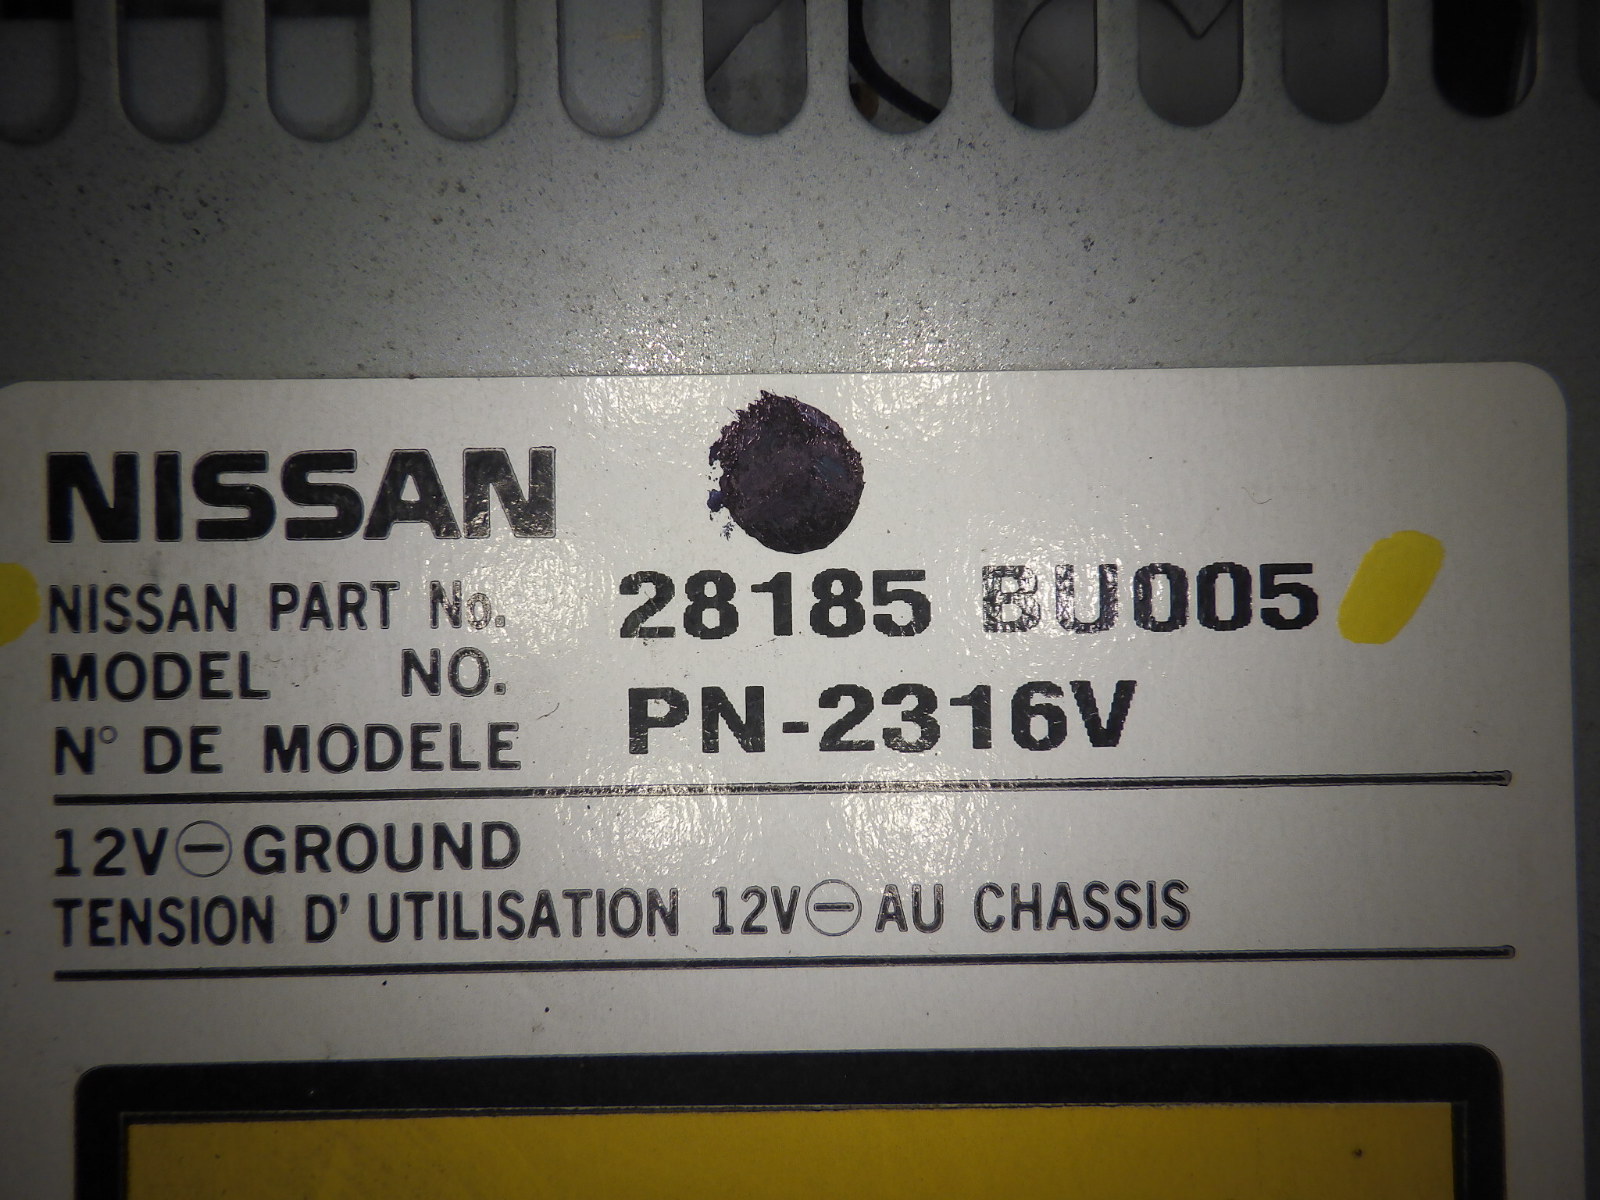 NISSAN
NISSAN PART No. 28185 BU005
MODEL NO.
N° DE MODELE PN-2316V
12V⊖GROUND
TENSION D'UTILISATION 12V⊖AU CHASSIS